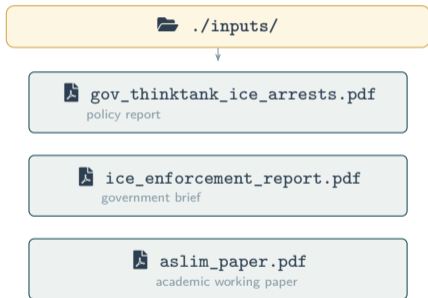 ./inputs/
gov_thinktank_ice_arrests.pdf
policy report
ice_enforcement_report.pdf
government brief
aslim_paper.pdf
academic working paper